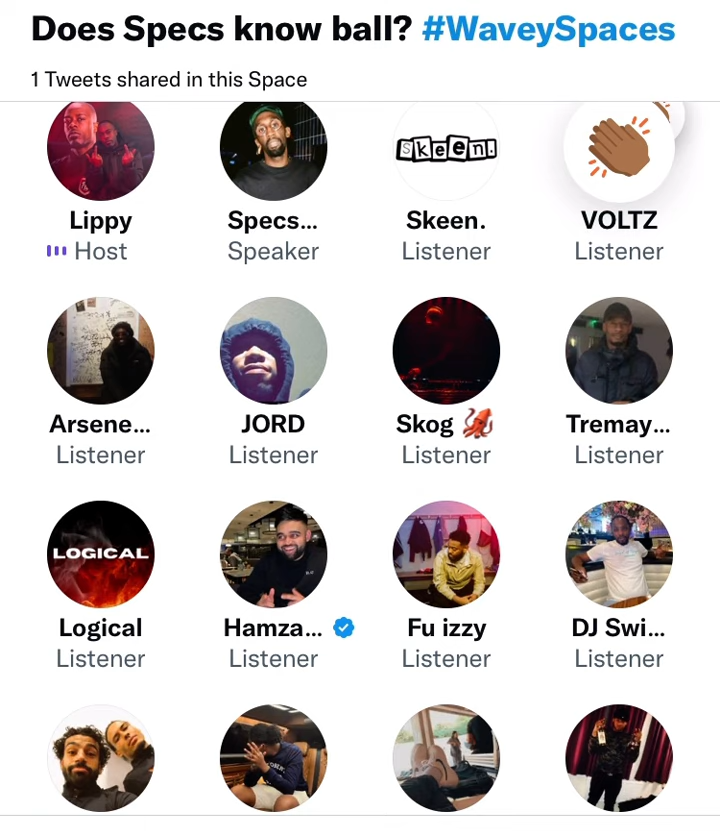 Does Specs know ball? #WaveySpaces
1 Tweets shared in this Space
Skeen.
Lippy Specs... Skeen. VOLTZ
Host Speaker Listener Listener
Arsene... JORD Skog 🦑 Tremay...
Listener Listener Listener Listener
LOGICAL
Logical Hamza... Fu izzy DJ Swi...
Listener Listener Listener Listener